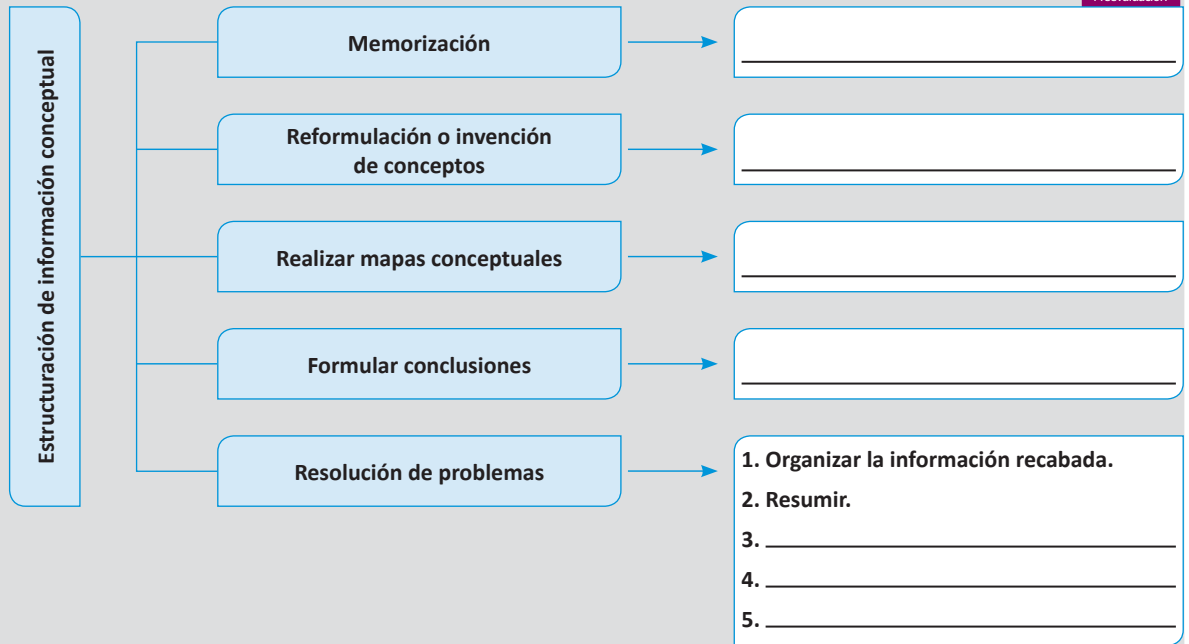 Estructuración de información conceptual
Memorización
Reformulación o invención
de conceptos
Realizar mapas conceptuales
Formular conclusiones
Resolución de problemas
1. Organizar la información recabada.
2. Resumir.
3.
4.
5.